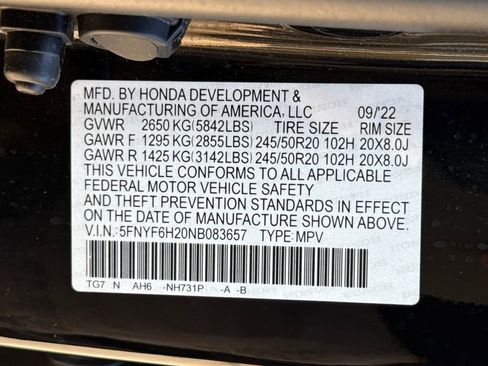 MFD. BY HONDA DEVELOPMENT &
MANUFACTURING OF AMERICA, LLC 09/'22
GVWR 2650 KG(5842LBS) TIRE SIZE RIM SIZE
GAWR F 1295 KG(2855LBS) 245/50R20 102H 20X8.0J
GAWR R 1425 KG(3142LBS) 245/50R20 102H 20X8.0J
THIS VEHICLE CONFORMS TO ALL APPLICABLE
FEDERAL MOTOR VEHICLE SAFETY
AND THEFT PREVENTION STANDARDS IN EFFECT
ON THE DATE OF MANUFACTURE SHOWN ABOVE.
V.I.N.: 5FNYF6H20NB083657 TYPE: MPV
TG7 N AH6 -NH731P -A -B